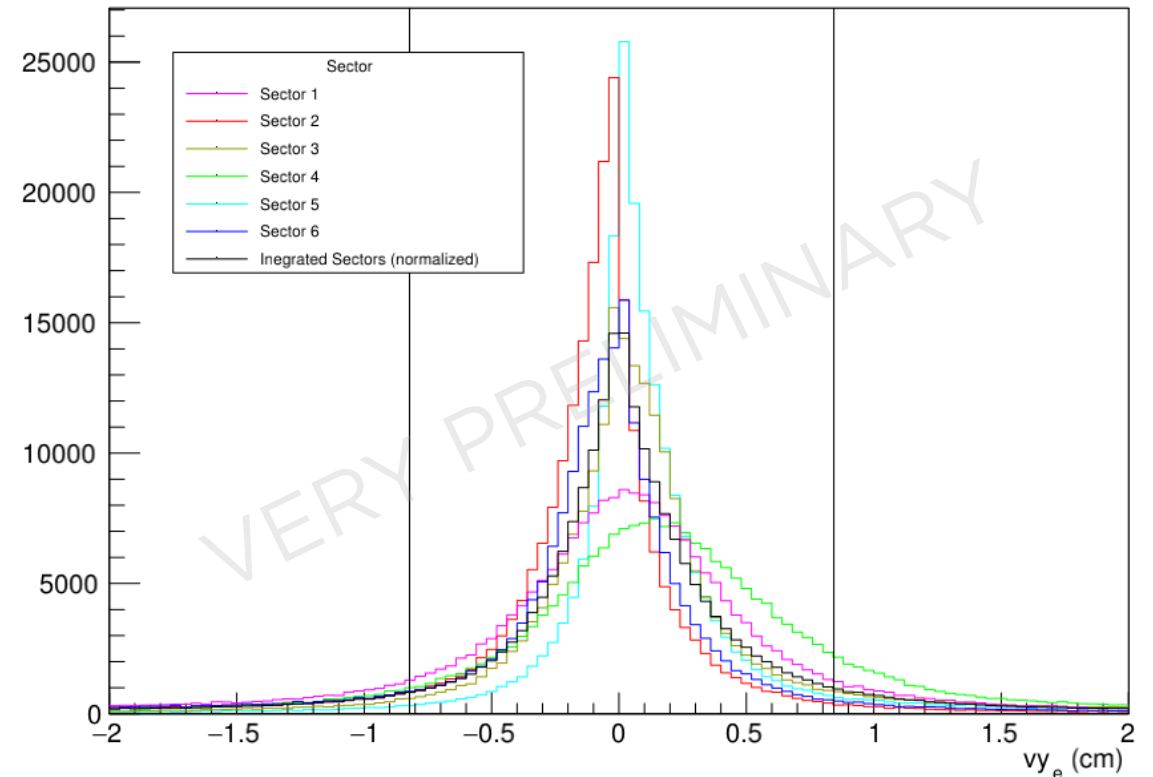 25000
20000
15000
10000
5000
0
Sector
Sector 1
Sector 2
Sector 3
Sector 4
Sector 5
Sector 6
Inegrated Sectors (normalized)
VERY PRELIMINARY
−2 −1.5 −1 −0.5 0 0.5 1 1.5 2
vy_e (cm)